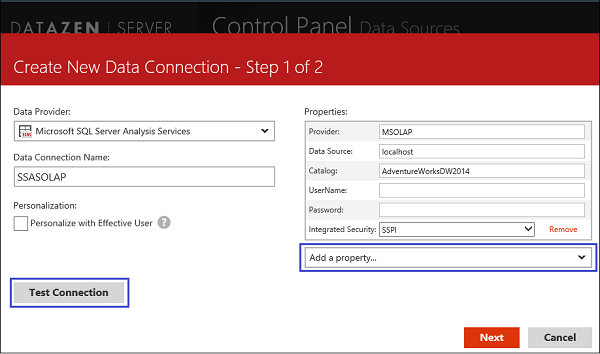 DATAZEN | SERVER
Control Panel Data Sources
Create New Data Connection - Step 1 of 2
Data Provider:
Microsoft SQL Server Analysis Services
Data Connection Name:
SSASOLAP
Personalization:
Personalize with Effective User ?
Test Connection
Properties:
Provider: MSOLAP
Data Source: localhost
Catalog: AdventureWorksDW2014
UserName:
Password:
Integrated Security: SSPI Remove
Add a property...
Next Cancel